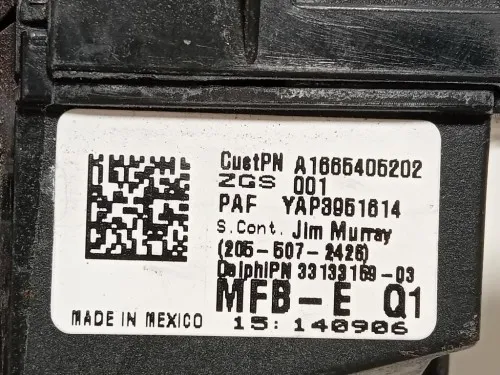 CustPN A1665405202
ZGS 001
PAF YAP3951614
S.Cont. Jim Murray
(205-507-2426)
DelphiPN 33133159-03
MFB-E Q1
MADE IN MEXICO 15:140906